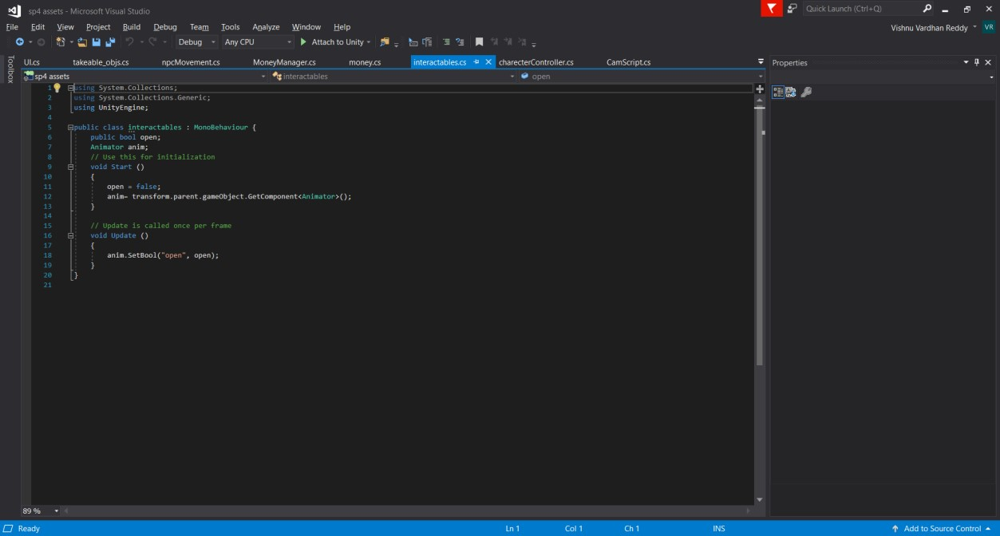 sp4 assets - Microsoft Visual Studio
Quick Launch (Ctrl+Q)
File Edit View Project Build Debug Team Tools Analyze Window Help
Vishnu Vardhan Reddy VR
Debug Any CPU Attach to Unity
Toolbox
UI.cs takeable_objs.cs npcMovement.cs MoneyManager.cs money.cs interactables.cs charecterController.cs CamScript.cs
Properties
sp4 assets interactables open
1 using System.Collections;
2 using System.Collections.Generic;
3 using UnityEngine;
4
5 public class interactables : MonoBehaviour {
6 public bool open;
7 Animator anim;
8 // Use this for initialization
9 void Start ()
10 {
11 open = false;
12 anim= transform.parent.gameObject.GetComponent<Animator>();
13 }
14
15 // Update is called once per frame
16 void Update ()
17 {
18 anim.SetBool("open", open);
19 }
20 }
21
89 %
Ready Ln 1 Col 1 Ch 1 INS Add to Source Control